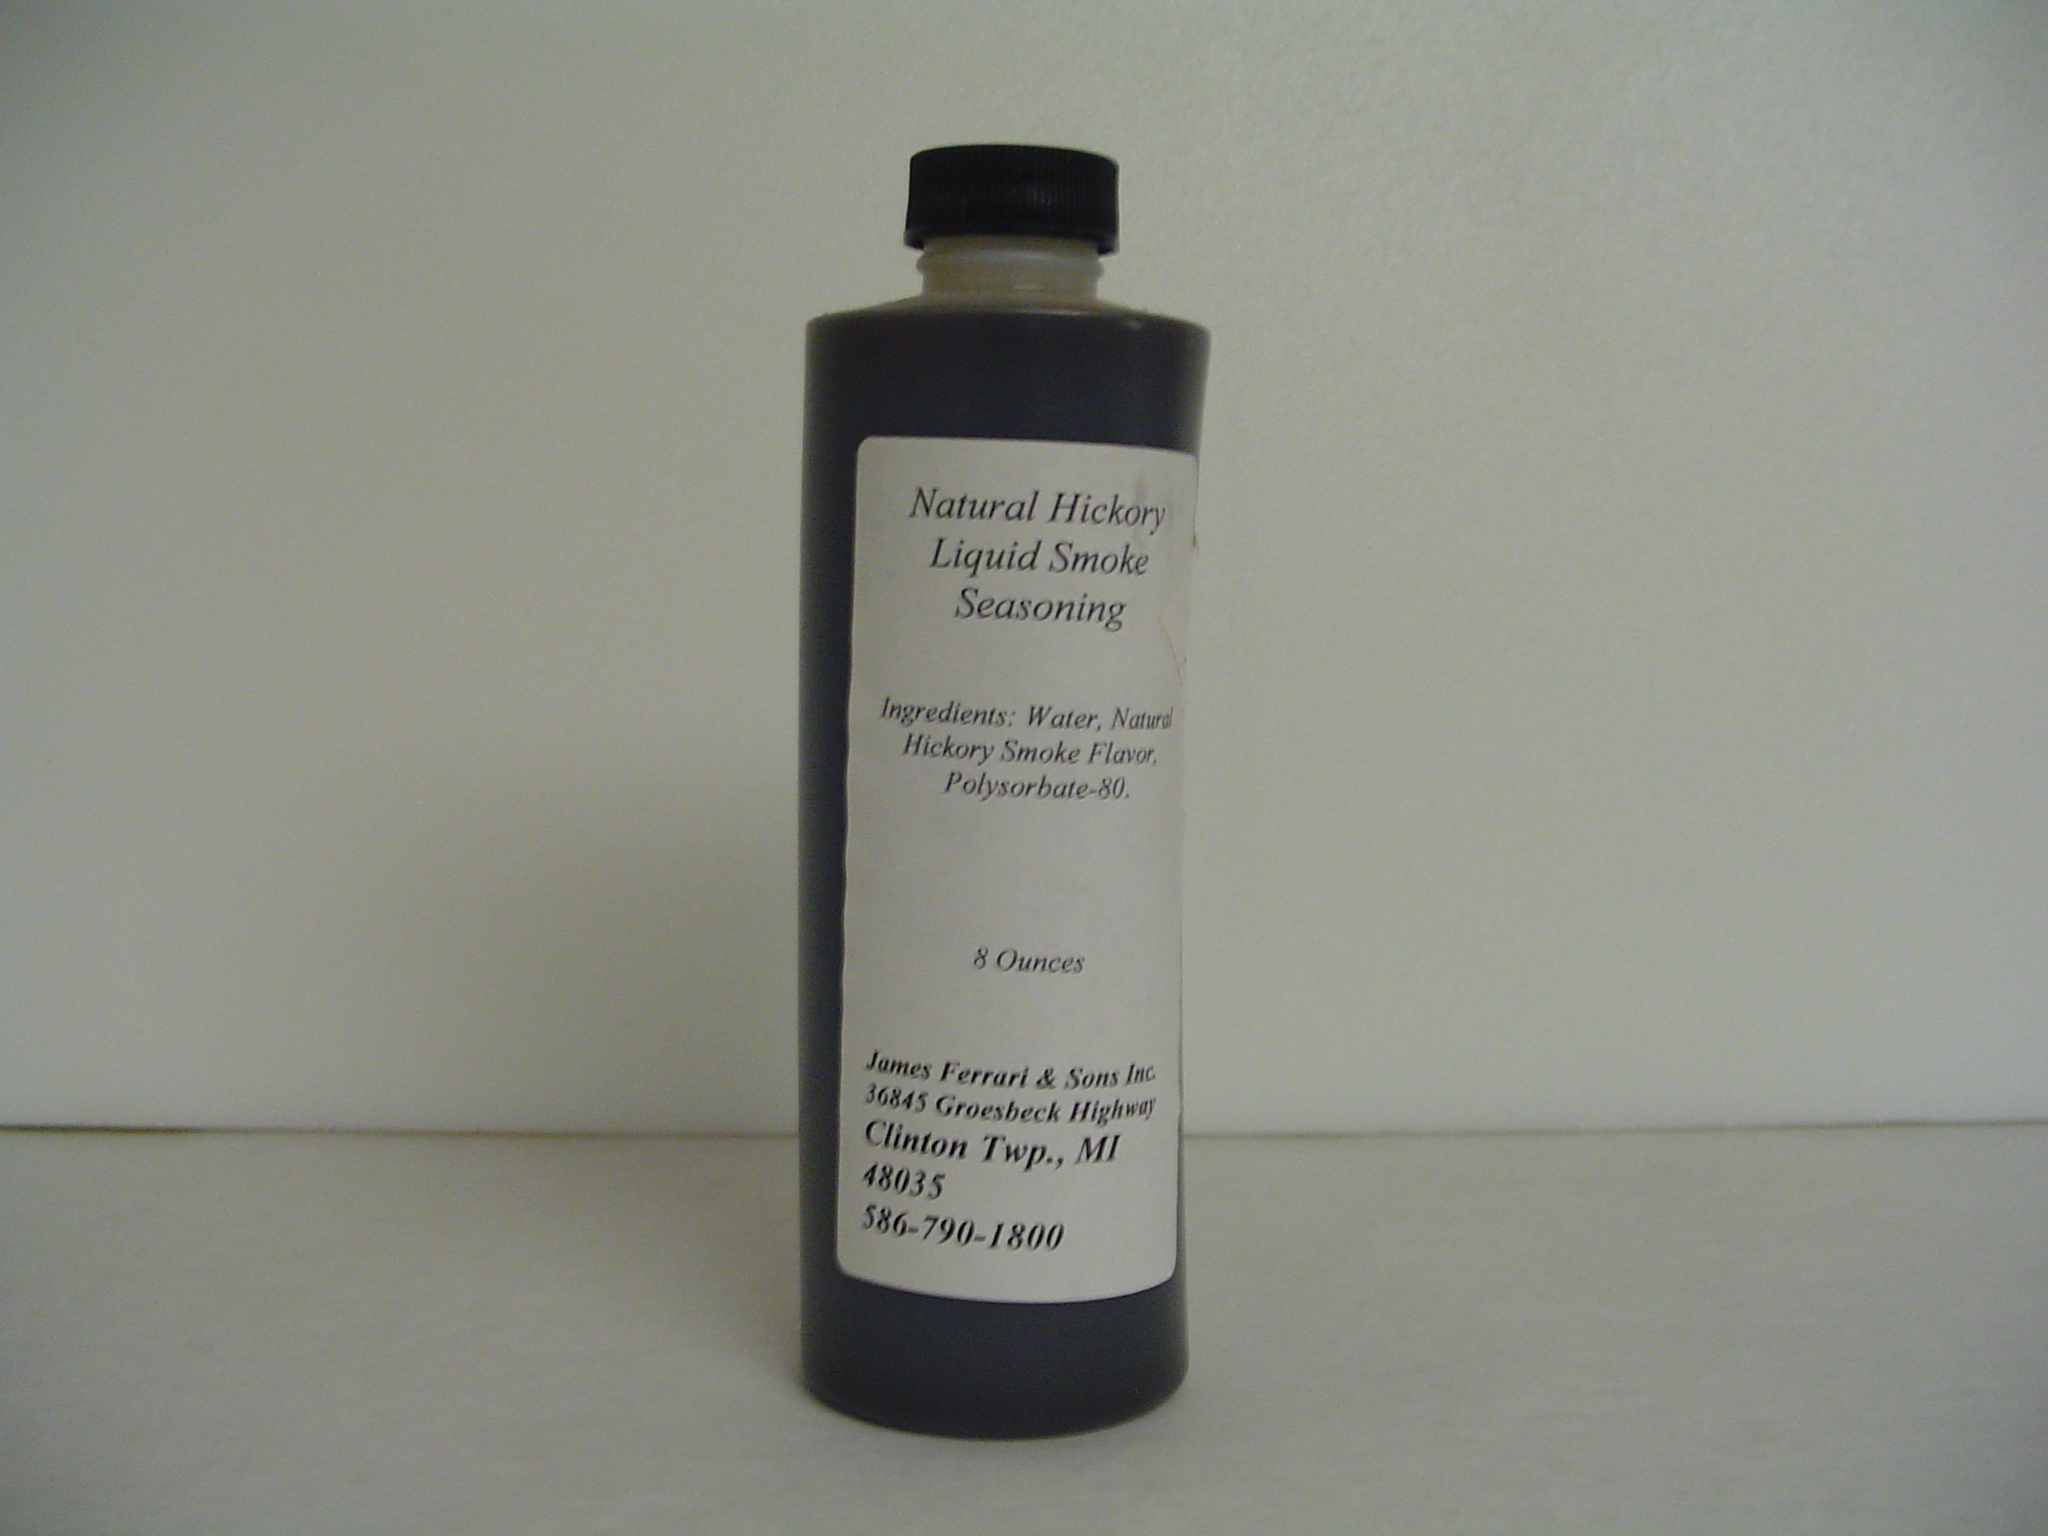 Natural Hickory
Liquid Smoke
Seasoning
Ingredients: Water, Natural
Hickory Smoke Flavor,
Polysorbate-80.
8 Ounces
James Ferrari & Sons Inc.
36845 Groesbeck Highway
Clinton Twp., MI
48035
586-790-1800